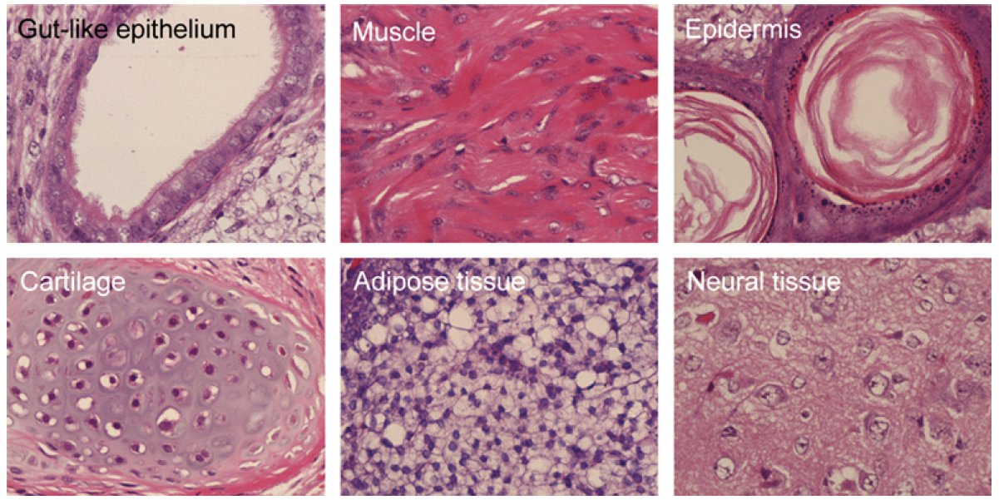 Gut-like epithelium
Muscle
Epidermis
Cartilage
Adipose tissue
Neural tissue